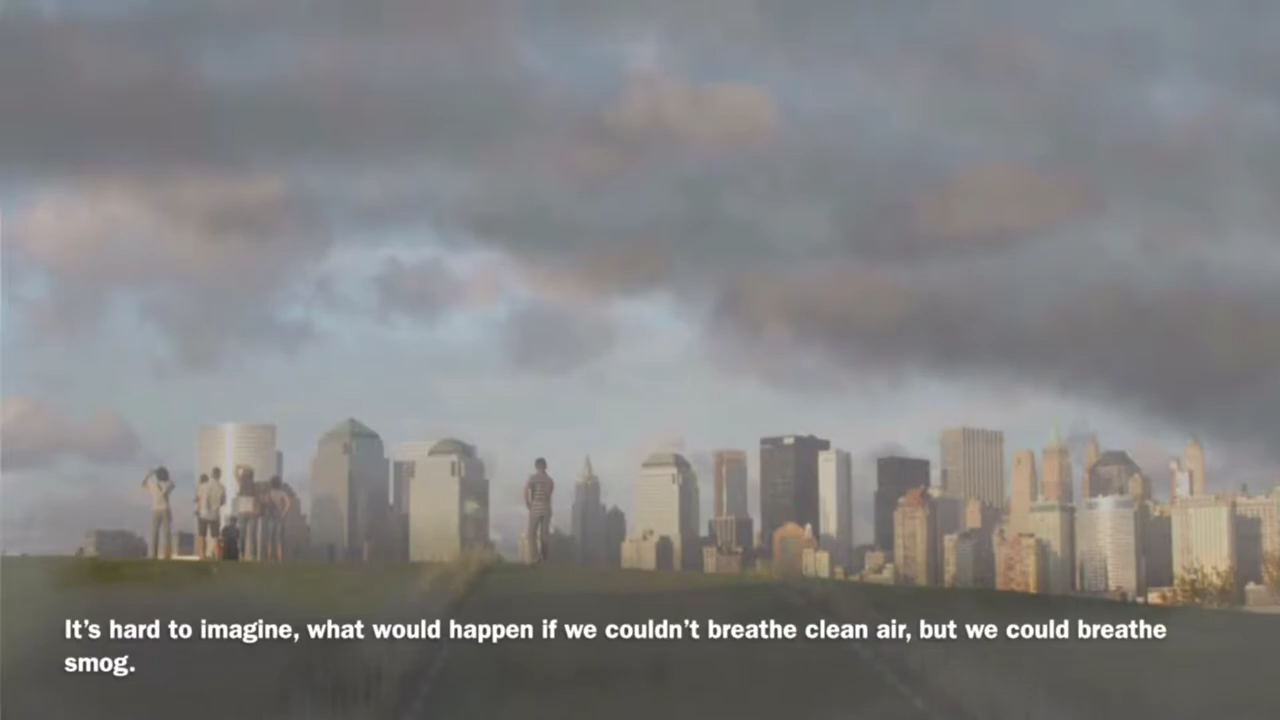 It’s hard to imagine, what would happen if we couldn’t breathe clean air, but we could breathe
smog.